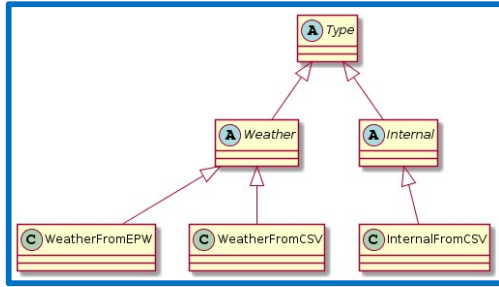 A Type
A Weather
A Internal
C WeatherFromEPW
C WeatherFromCSV
C InternalFromCSV